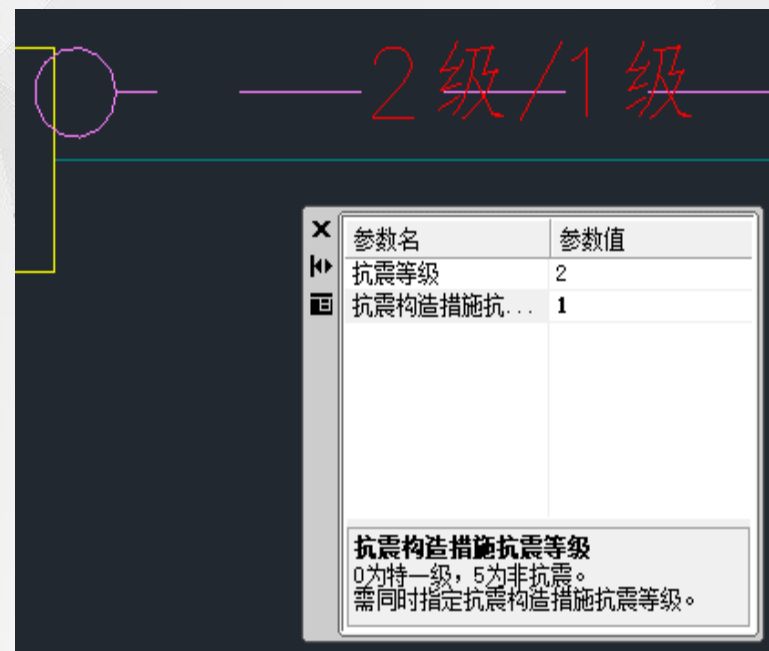 2级/1级
参数名 参数值
抗震等级 2
抗震构造措施抗... 1
抗震构造措施抗震等级
0为特一级，5为非抗震。
需同时指定抗震构造措施抗震等级。